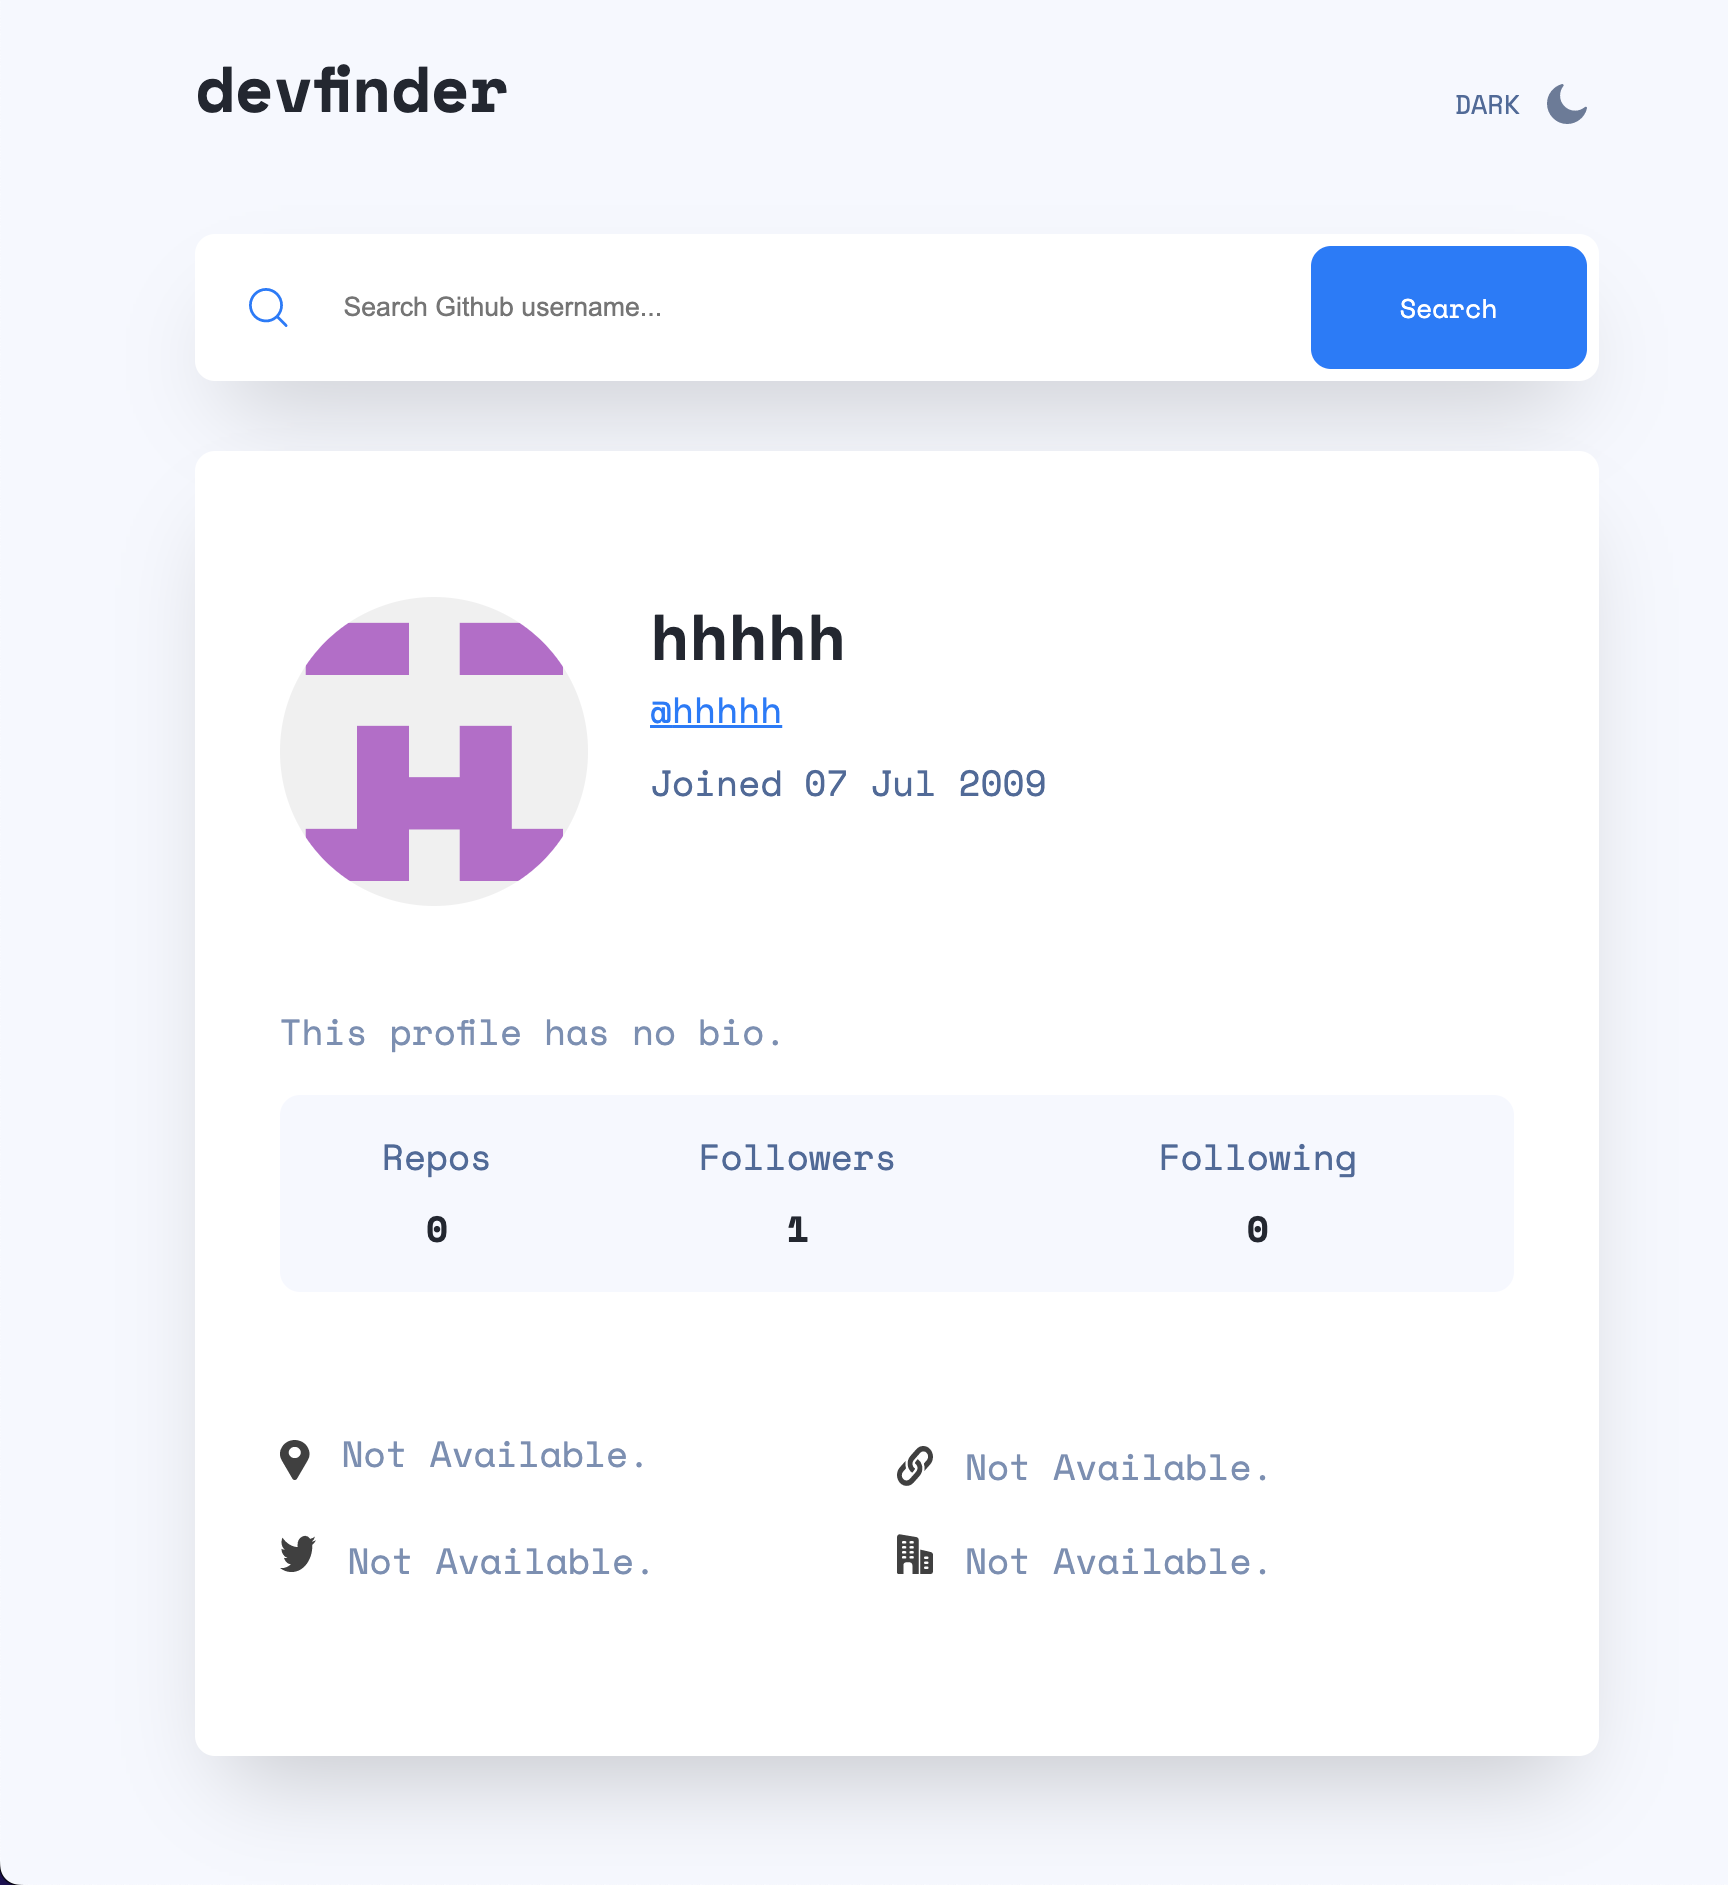 devfinder
DARK
Search Github username...
Search
hhhhh
@hhhhh
Joined 07 Jul 2009
This profile has no bio.
Repos Followers Following
0 1 0
Not Available. Not Available.
Not Available. Not Available.